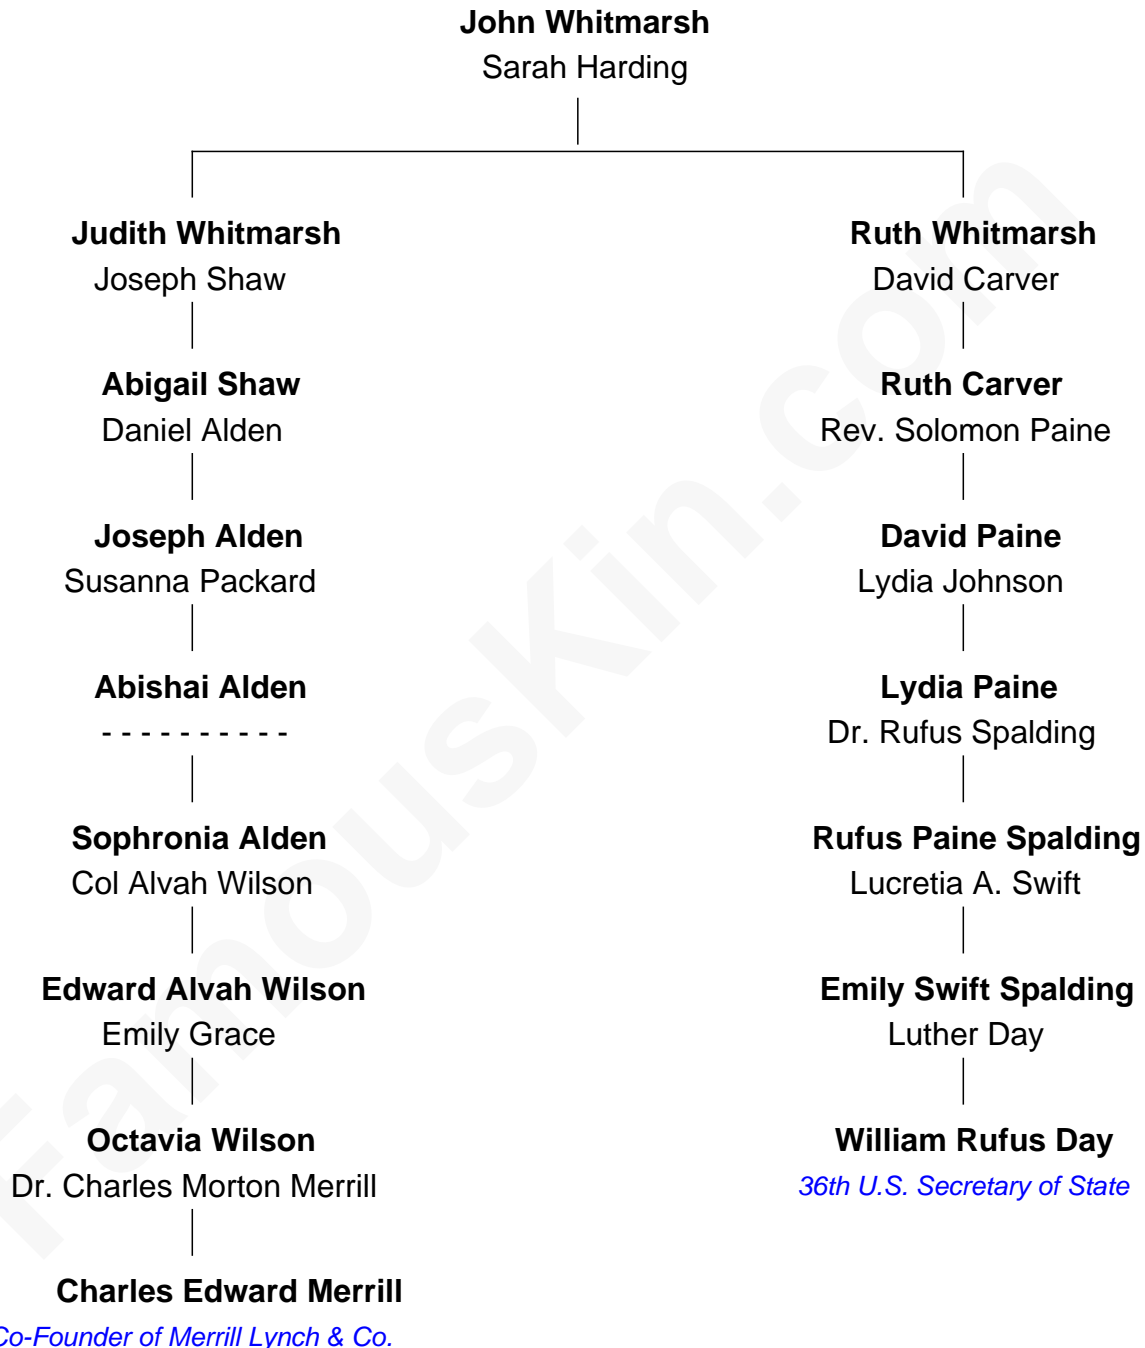 John Whitmarsh
Sarah Harding
Judith Whitmarsh
Joseph Shaw
Ruth Whitmarsh
David Carver
Abigail Shaw
Daniel Alden
Ruth Carver
Rev. Solomon Paine
Joseph Alden
Susanna Packard
David Paine
Lydia Johnson
Abishai Alden
- - - - - - - - - -
Lydia Paine
Dr. Rufus Spalding
Sophronia Alden
Col Alvah Wilson
Rufus Paine Spalding
Lucretia A. Swift
Edward Alvah Wilson
Emily Grace
Emily Swift Spalding
Luther Day
Octavia Wilson
Dr. Charles Morton Merrill
William Rufus Day
36th U.S. Secretary of State
Charles Edward Merrill
Co-Founder of Merrill Lynch & Co.
FamousKin.com